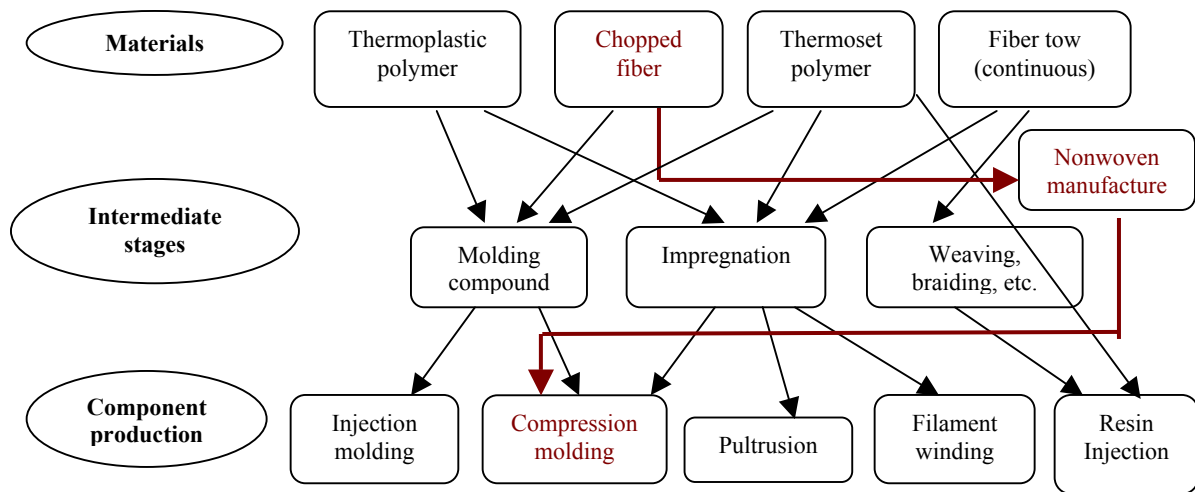 Materials
Thermoplastic
polymer
Chopped
fiber
Thermoset
polymer
Fiber tow
(continuous)
Nonwoven
manufacture
Intermediate
stages
Molding
compound
Impregnation
Weaving,
braiding, etc.
Component
production
Injection
molding
Compression
molding
Pultrusion
Filament
winding
Resin
Injection